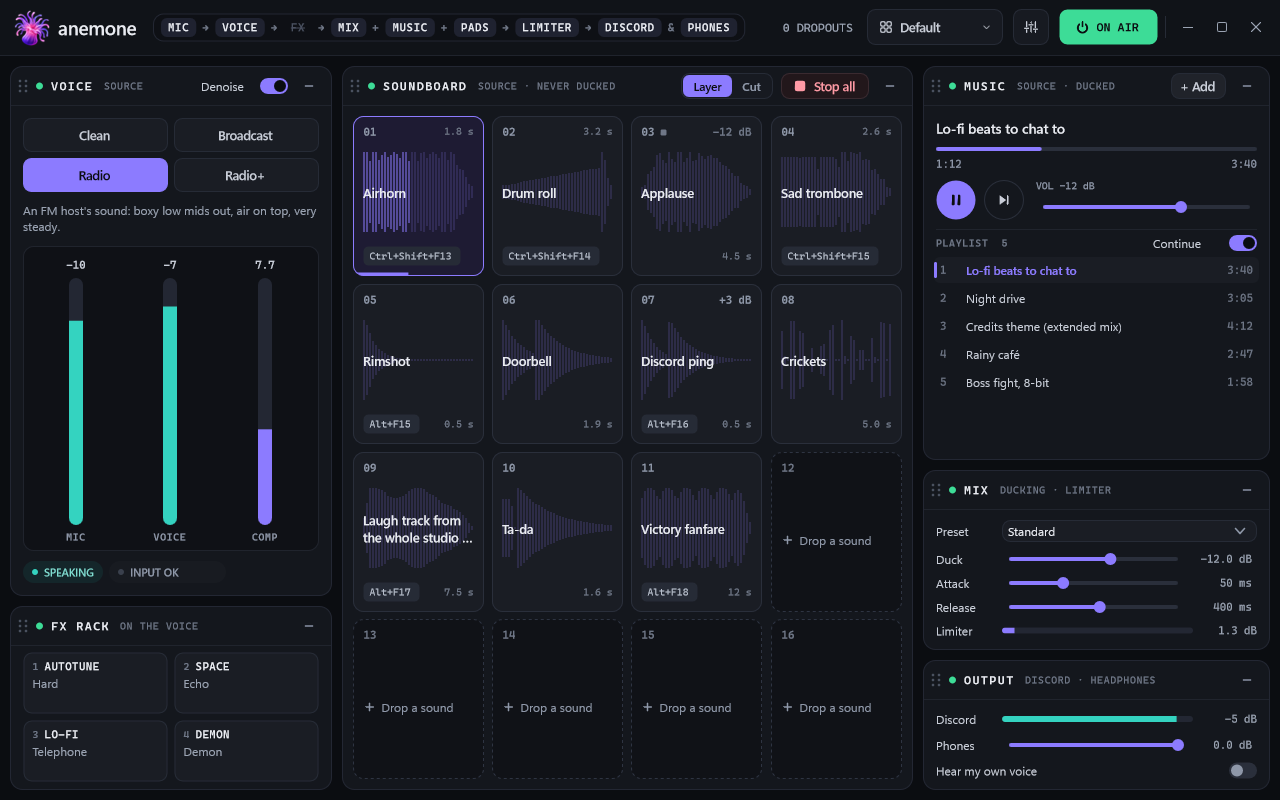 anemone
MIC → VOICE → FX → MIX + MUSIC + PADS → LIMITER → DISCORD & PHONES
0 DROPOUTS
Default
ON AIR
VOICE SOURCE
Denoise
Clean
Broadcast
Radio
Radio+
An FM host's sound: boxy low mids out, air on top, very
steady.
-10 -7 7.7
MIC VOICE COMP
SPEAKING
INPUT OK
FX RACK ON THE VOICE
1 AUTOTUNE
Hard
2 SPACE
Echo
3 LO-FI
Telephone
4 DEMON
Demon
SOUNDBOARD SOURCE · NEVER DUCKED
Layer
Cut
Stop all
01 1.8 s
Airhorn
Ctrl+Shift+F13
02 3.2 s
Drum roll
Ctrl+Shift+F14
03 -12 dB
Applause
4.5 s
04 2.6 s
Sad trombone
Ctrl+Shift+F15
05
Rimshot
Alt+F15 0.5 s
06
Doorbell
1.9 s
07 +3 dB
Discord ping
Alt+F16 0.5 s
08
Crickets
5.0 s
09
Laugh track from
the whole studio ...
Alt+F17 7.5 s
10
Ta-da
1.6 s
11
Victory fanfare
Alt+F18 12 s
12
+ Drop a sound
13
+ Drop a sound
14
+ Drop a sound
15
+ Drop a sound
16
+ Drop a sound
MUSIC SOURCE · DUCKED
+ Add
Lo-fi beats to chat to
1:12 3:40
VOL -12 dB
PLAYLIST 5
Continue
1 Lo-fi beats to chat to 3:40
2 Night drive 3:05
3 Credits theme (extended mix) 4:12
4 Rainy café 2:47
5 Boss fight, 8-bit 1:58
MIX DUCKING · LIMITER
Preset Standard
Duck -12.0 dB
Attack 50 ms
Release 400 ms
Limiter 1.3 dB
OUTPUT DISCORD · HEADPHONES
Discord -5 dB
Phones 0.0 dB
Hear my own voice